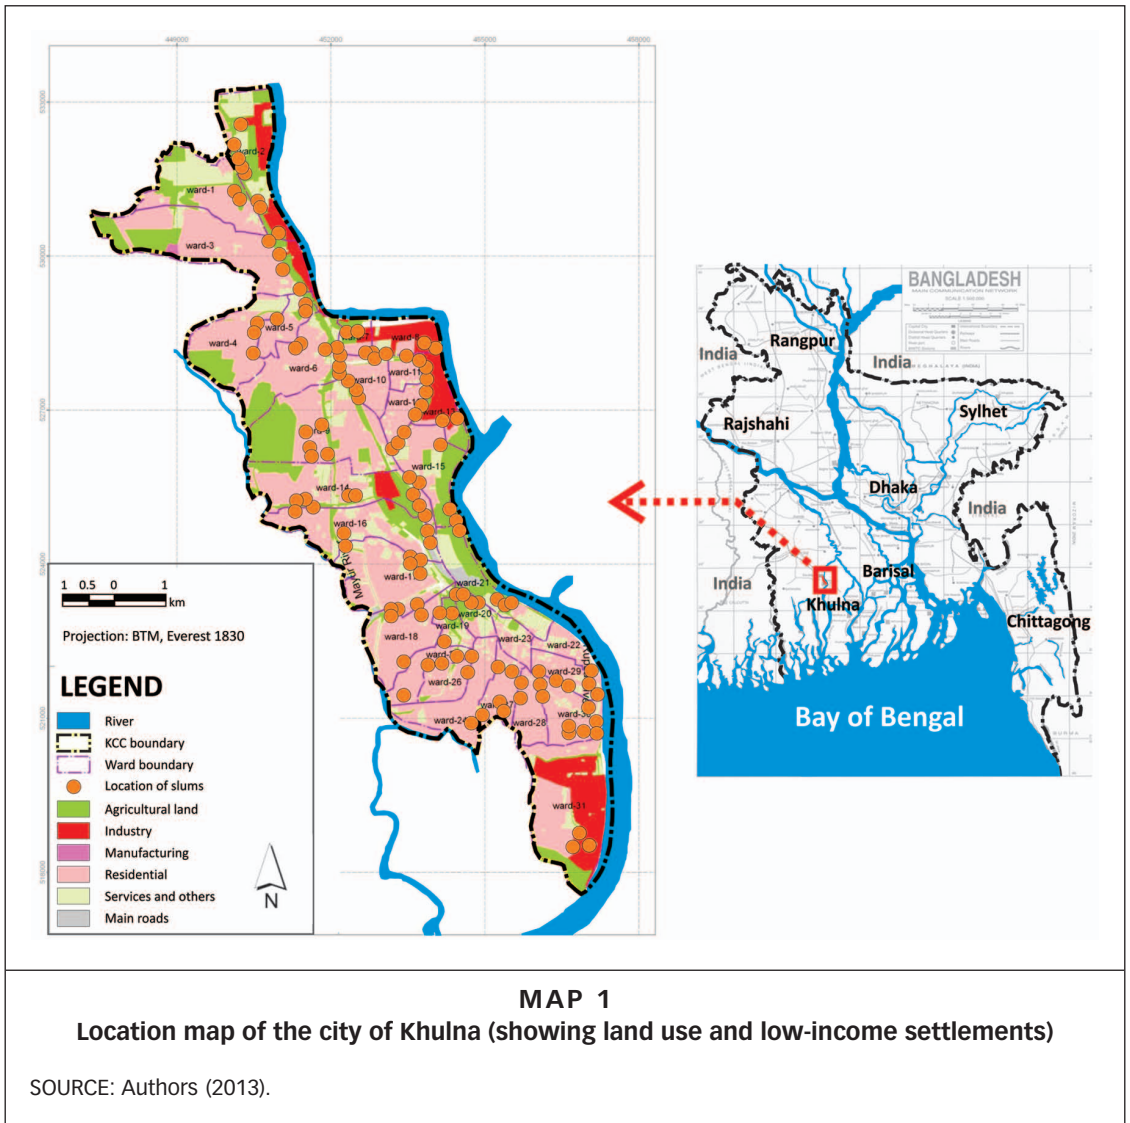 449000 452000 455000 458000
ward-2
ward-1
ward-3
ward-5
ward-4
ward-7
ward-8
ward-6
ward-10
ward-11
ward-15
ward-14
ward-16
Mayur
ward-21
ward-20
ward-19
ward-18
ward-23
ward-22
ward-26
ward-29
ward-28
ward-31
1 0.5 0 1
km
Projection: BTM, Everest 1830
LEGEND
River
KCC boundary
Ward boundary
Location of slums
Agricultural land
Industry
Manufacturing
Residential
Services and others
Main roads
N
BANGLADESH
MAIN COMMUNICATION NETWORK
Rangpur
India
India
Sylhet
Rajshahi
Dhaka
India
India
Barisal
Khulna
Chittagong
Bay of Bengal
MAP 1
Location map of the city of Khulna (showing land use and low-income settlements)
SOURCE: Authors (2013).